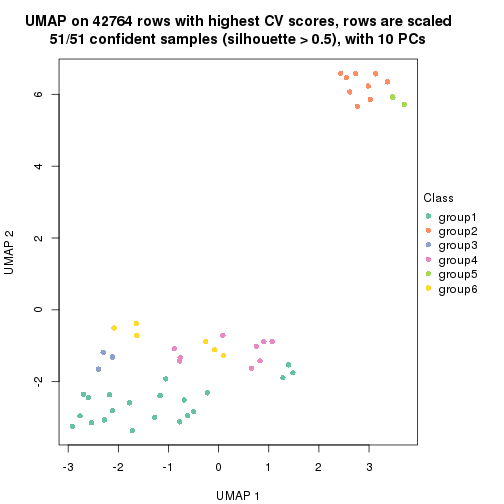 UMAP on 42764 rows with highest CV scores, rows are scaled
51/51 confident samples (silhouette > 0.5), with 10 PCs
6
4
2
0
-2
UMAP 2
-3
-2
-1
0
1
2
3
UMAP 1
Class
group1
group2
group3
group4
group5
group6